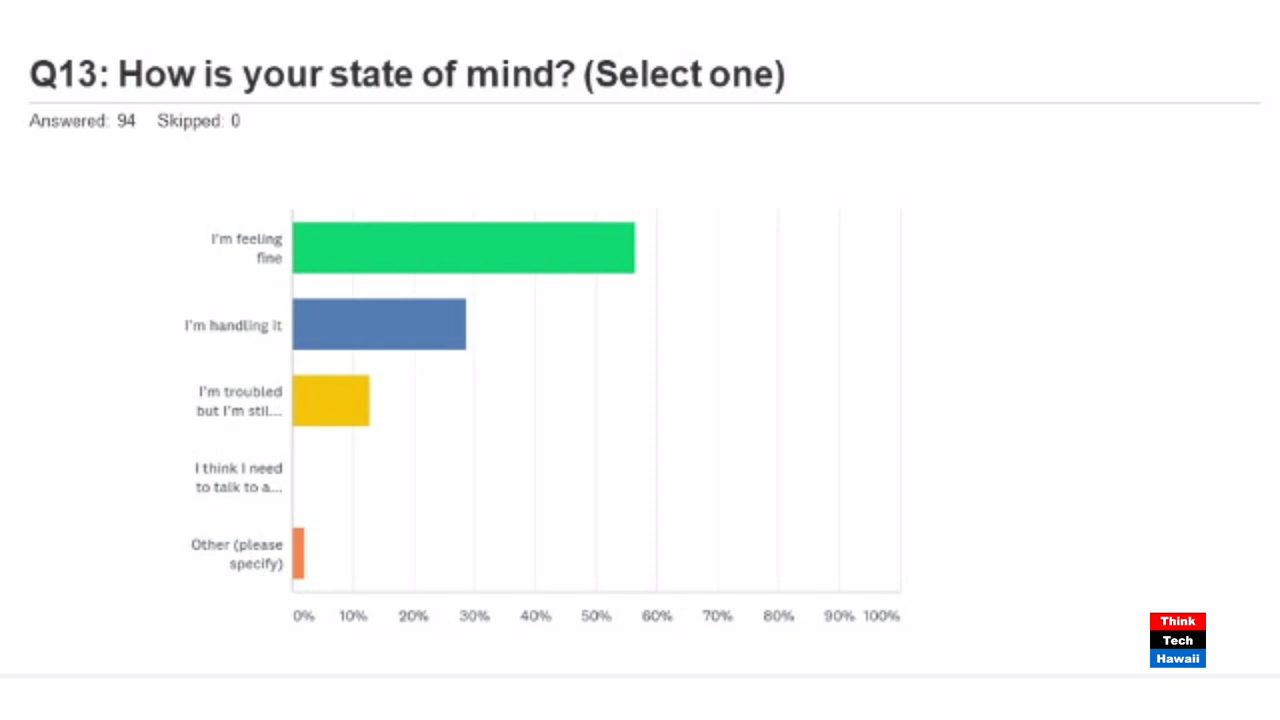 Q13: How is your state of mind? (Select one)
Answered: 94 Skipped: 0
I'm feeling
fine
I'm handling it
I'm troubled
but I'm stil...
I think I need
to talk to a...
Other (please
specify)
0% 10% 20% 30% 40% 50% 60% 70% 80% 90% 100%
Think
Tech
Hawaii